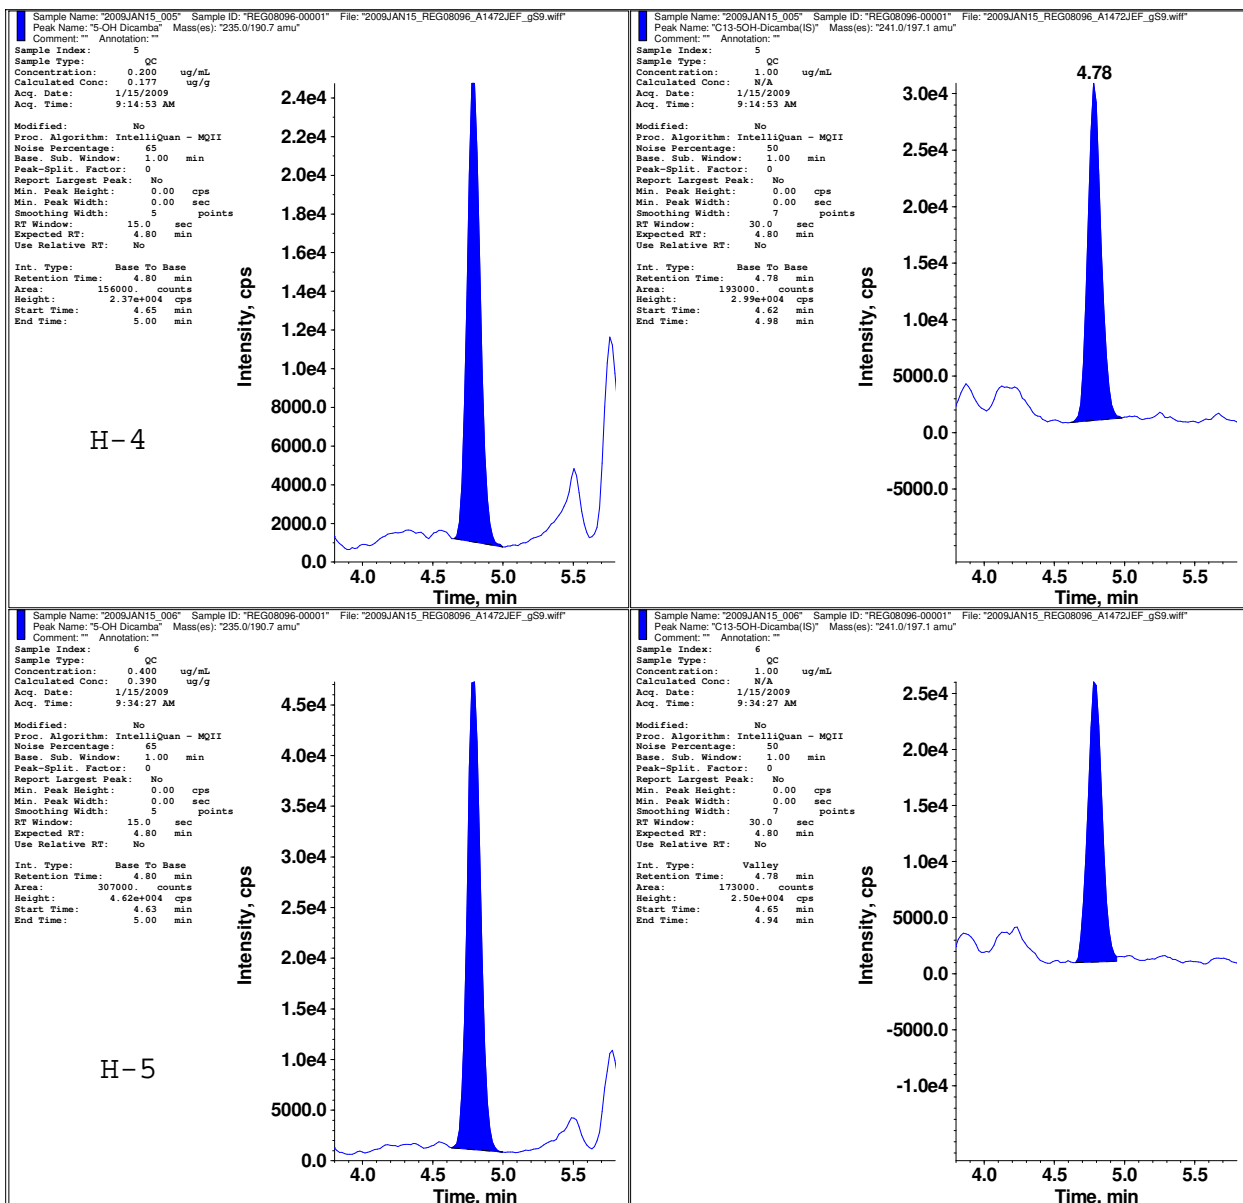 Sample Name: "2009JAN15_005" Sample ID: "REG08096-00001" File: "2009JAN15_REG08096_A1472JEF_gS9.wiff"
Peak Name: "5-OH Dicamba" Mass(es): "235.0/190.7 amu"
Comment: "" Annotation: ""
Sample Index: 5
Sample Type: QC
Concentration: 0.200 ug/mL
Calculated Conc: 0.177 ug/g
Acq. Date: 1/15/2009
Acq. Time: 9:14:53 AM
Modified: No
Proc. Algorithm: IntelliQuan - MQII
Noise Percentage: 65
Base. Sub. Window: 1.00 min
Peak-Split. Factor: 0
Report Largest Peak: No
Min. Peak Height: 0.00 cps
Min. Peak Width: 0.00 sec
Smoothing Width: 5 points
RT Window: 15.0 sec
Expected RT: 4.80 min
Use Relative RT: No
Int. Type: Base To Base
Retention Time: 4.80 min
Area: 156000. counts
Height: 2.37e+004 cps
Start Time: 4.65 min
End Time: 5.00 min
H-4
Intensity, cps
2.4e4
2.2e4
2.0e4
1.8e4
1.6e4
1.4e4
1.2e4
1.0e4
8000.0
6000.0
4000.0
2000.0
0.0
4.0 4.5 5.0 5.5
Time, min
Sample Name: "2009JAN15_005" Sample ID: "REG08096-00001" File: "2009JAN15_REG08096_A1472JEF_gS9.wiff"
Peak Name: "C13-5OH-Dicamba(IS)" Mass(es): "241.0/197.1 amu"
Comment: "" Annotation: ""
Sample Index: 5
Sample Type: QC
Concentration: 1.00 ug/mL
Calculated Conc: N/A
Acq. Date: 1/15/2009
Acq. Time: 9:14:53 AM
Modified: No
Proc. Algorithm: IntelliQuan - MQII
Noise Percentage: 50
Base. Sub. Window: 1.00 min
Peak-Split. Factor: 0
Report Largest Peak: No
Min. Peak Height: 0.00 cps
Min. Peak Width: 0.00 sec
Smoothing Width: 7 points
RT Window: 30.0 sec
Expected RT: 4.80 min
Use Relative RT: No
Int. Type: Base To Base
Retention Time: 4.78 min
Area: 193000. counts
Height: 2.99e+004 cps
Start Time: 4.62 min
End Time: 4.98 min
4.78
Intensity, cps
3.0e4
2.5e4
2.0e4
1.5e4
1.0e4
5000.0
0.0
-5000.0
4.0 4.5 5.0 5.5
Time, min
Sample Name: "2009JAN15_006" Sample ID: "REG08096-00001" File: "2009JAN15_REG08096_A1472JEF_gS9.wiff"
Peak Name: "5-OH Dicamba" Mass(es): "235.0/190.7 amu"
Comment: "" Annotation: ""
Sample Index: 6
Sample Type: QC
Concentration: 0.400 ug/mL
Calculated Conc: 0.390 ug/g
Acq. Date: 1/15/2009
Acq. Time: 9:34:27 AM
Modified: No
Proc. Algorithm: IntelliQuan - MQII
Noise Percentage: 65
Base. Sub. Window: 1.00 min
Peak-Split. Factor: 0
Report Largest Peak: No
Min. Peak Height: 0.00 cps
Min. Peak Width: 0.00 sec
Smoothing Width: 5 points
RT Window: 15.0 sec
Expected RT: 4.80 min
Use Relative RT: No
Int. Type: Base To Base
Retention Time: 4.80 min
Area: 307000. counts
Height: 4.62e+004 cps
Start Time: 4.63 min
End Time: 5.00 min
H-5
Intensity, cps
4.5e4
4.0e4
3.5e4
3.0e4
2.5e4
2.0e4
1.5e4
1.0e4
5000.0
0.0
4.0 4.5 5.0 5.5
Time, min
Sample Name: "2009JAN15_006" Sample ID: "REG08096-00001" File: "2009JAN15_REG08096_A1472JEF_gS9.wiff"
Peak Name: "C13-5OH-Dicamba(IS)" Mass(es): "241.0/197.1 amu"
Comment: "" Annotation: ""
Sample Index: 6
Sample Type: QC
Concentration: 1.00 ug/mL
Calculated Conc: N/A
Acq. Date: 1/15/2009
Acq. Time: 9:34:27 AM
Modified: No
Proc. Algorithm: IntelliQuan - MQII
Noise Percentage: 50
Base. Sub. Window: 1.00 min
Peak-Split. Factor: 0
Report Largest Peak: No
Min. Peak Height: 0.00 cps
Min. Peak Width: 0.00 sec
Smoothing Width: 7 points
RT Window: 30.0 sec
Expected RT: 4.80 min
Use Relative RT: No
Int. Type: Valley
Retention Time: 4.78 min
Area: 173000. counts
Height: 2.50e+004 cps
Start Time: 4.65 min
End Time: 4.94 min
Intensity, cps
2.5e4
2.0e4
1.5e4
1.0e4
5000.0
0.0
-5000.0
-1.0e4
4.0 4.5 5.0 5.5
Time, min